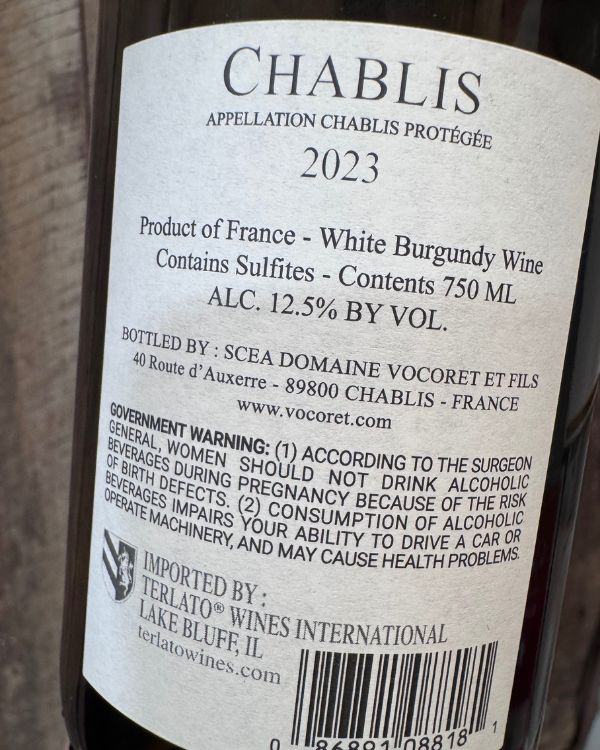 CHABLIS
APPELLATION CHABLIS PROTÉGÉE
2023
Product of France - White Burgundy Wine
Contains Sulfites - Contents 750 ML
ALC. 12.5% BY VOL.
BOTTLED BY : SCEA DOMAINE VOCORET ET FILS
40 Route d'Auxerre - 89800 CHABLIS - FRANCE
www.vocoret.com
GOVERNMENT WARNING: (1) ACCORDING TO THE SURGEON
GENERAL, WOMEN SHOULD NOT DRINK ALCOHOLIC
BEVERAGES DURING PREGNANCY BECAUSE OF THE RISK
OF BIRTH DEFECTS. (2) CONSUMPTION OF ALCOHOLIC
BEVERAGES IMPAIRS YOUR ABILITY TO DRIVE A CAR OR
OPERATE MACHINERY, AND MAY CAUSE HEALTH PROBLEMS.
IMPORTED BY :
TERLATO® WINES INTERNATIONAL
LAKE BLUFF, IL
terlatowines.com
0 86891 08818 1